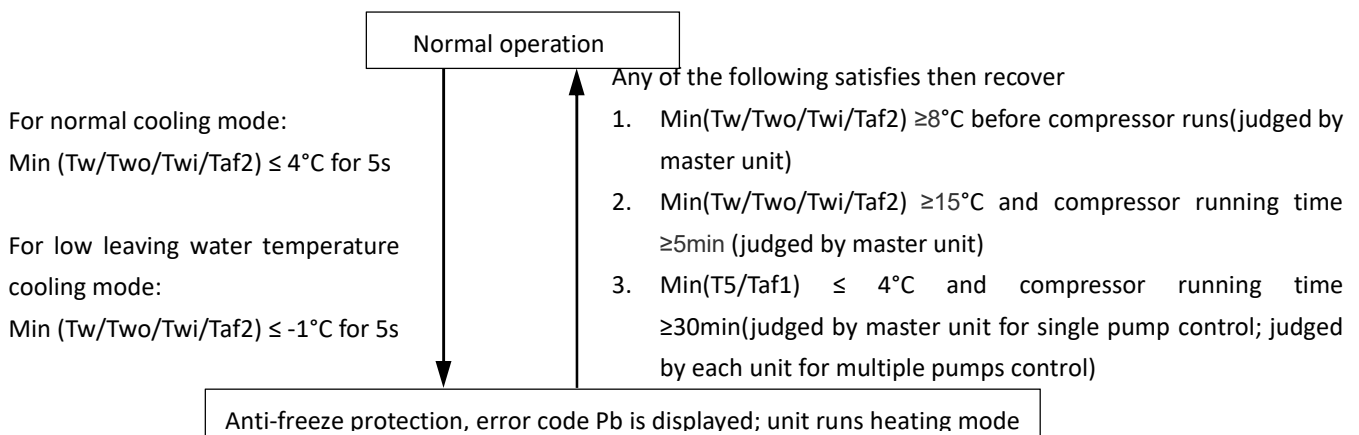 Normal operation
For normal cooling mode:
Min (Tw/Two/Twi/Taf2) ≤ 4°C for 5s
For low leaving water temperature
cooling mode:
Min (Tw/Two/Twi/Taf2) ≤ -1°C for 5s
Any of the following satisfies then recover
1. Min(Tw/Two/Twi/Taf2) ≥8°C before compressor runs(judged by
master unit)
2. Min(Tw/Two/Twi/Taf2) ≥15°C and compressor running time
≥5min (judged by master unit)
3. Min(T5/Taf1) ≤ 4°C and compressor running time
≥30min(judged by master unit for single pump control; judged
by each unit for multiple pumps control)
Anti-freeze protection, error code Pb is displayed; unit runs heating mode